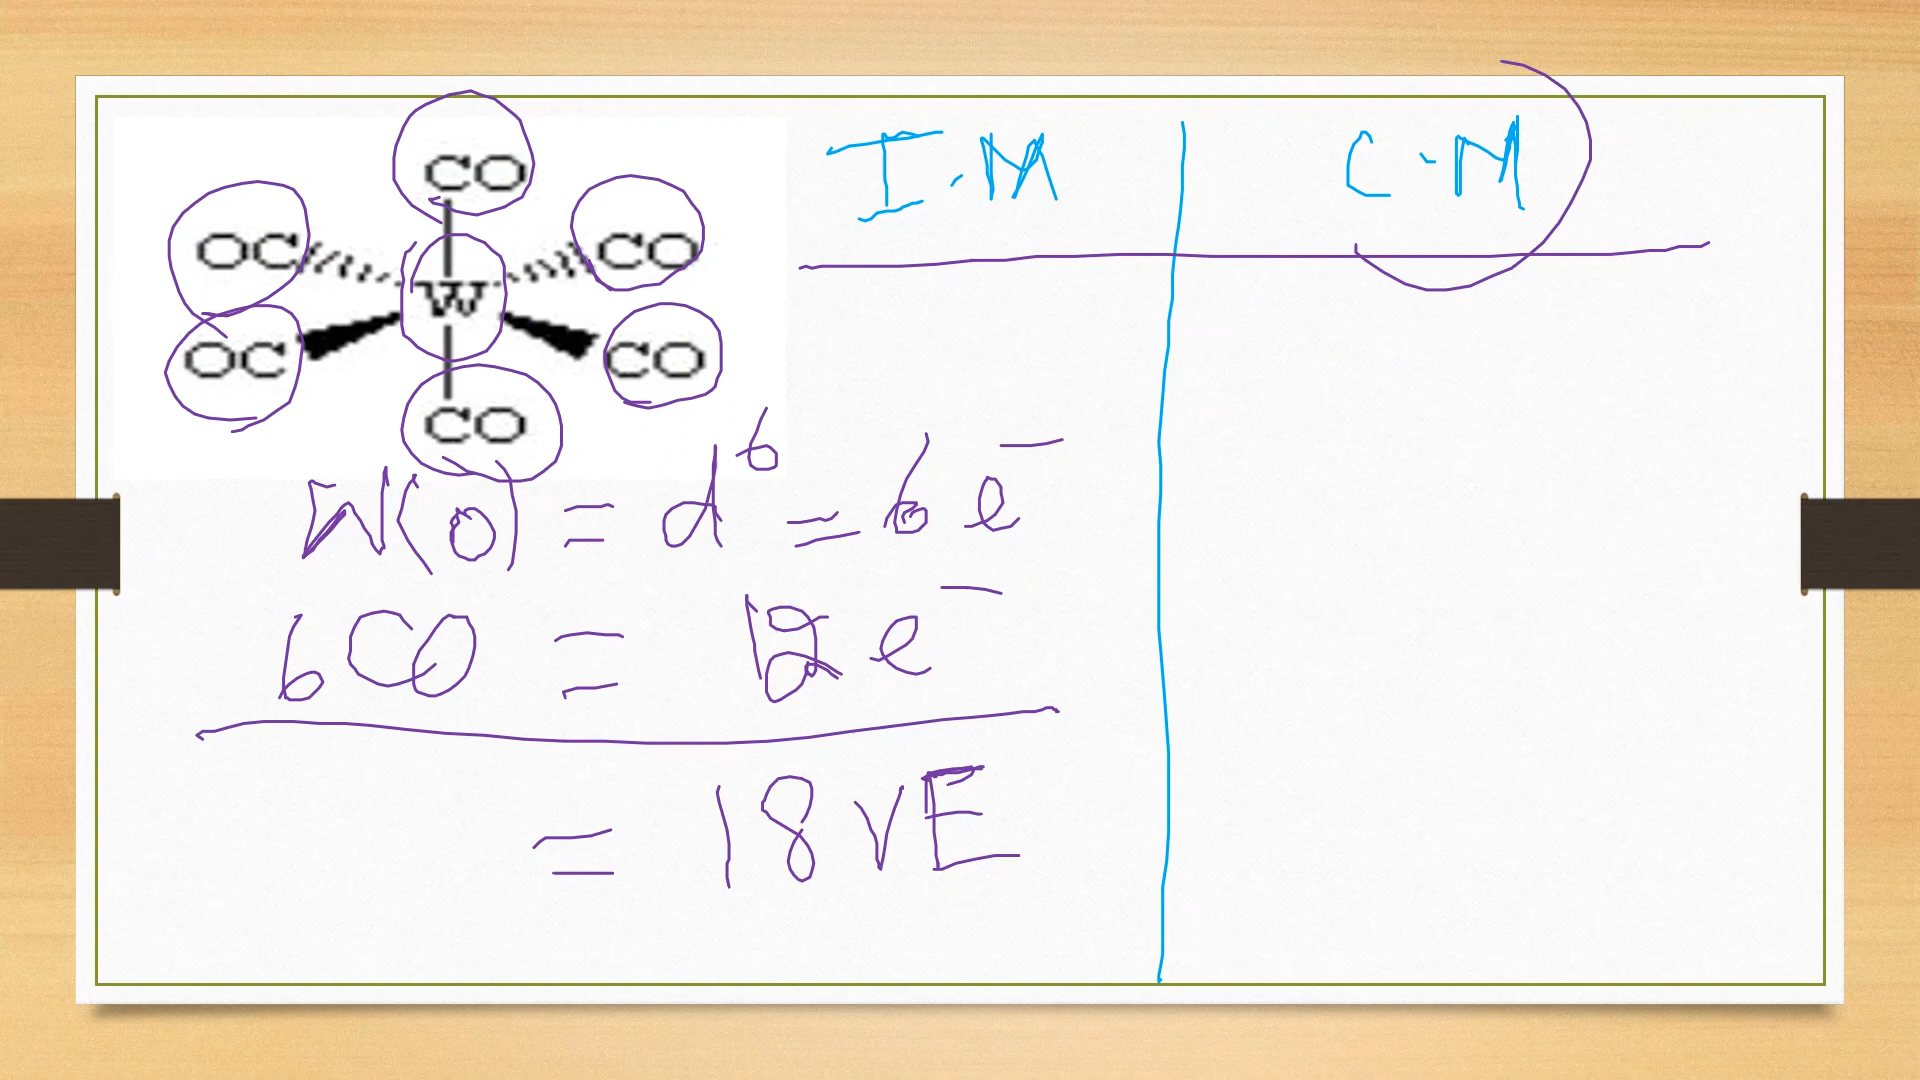 CO
OC CO
W
OC CO
CO
I.M
C-M
W(0) = d⁶ = 6e⁻
6CO = 12e⁻
= 18VE